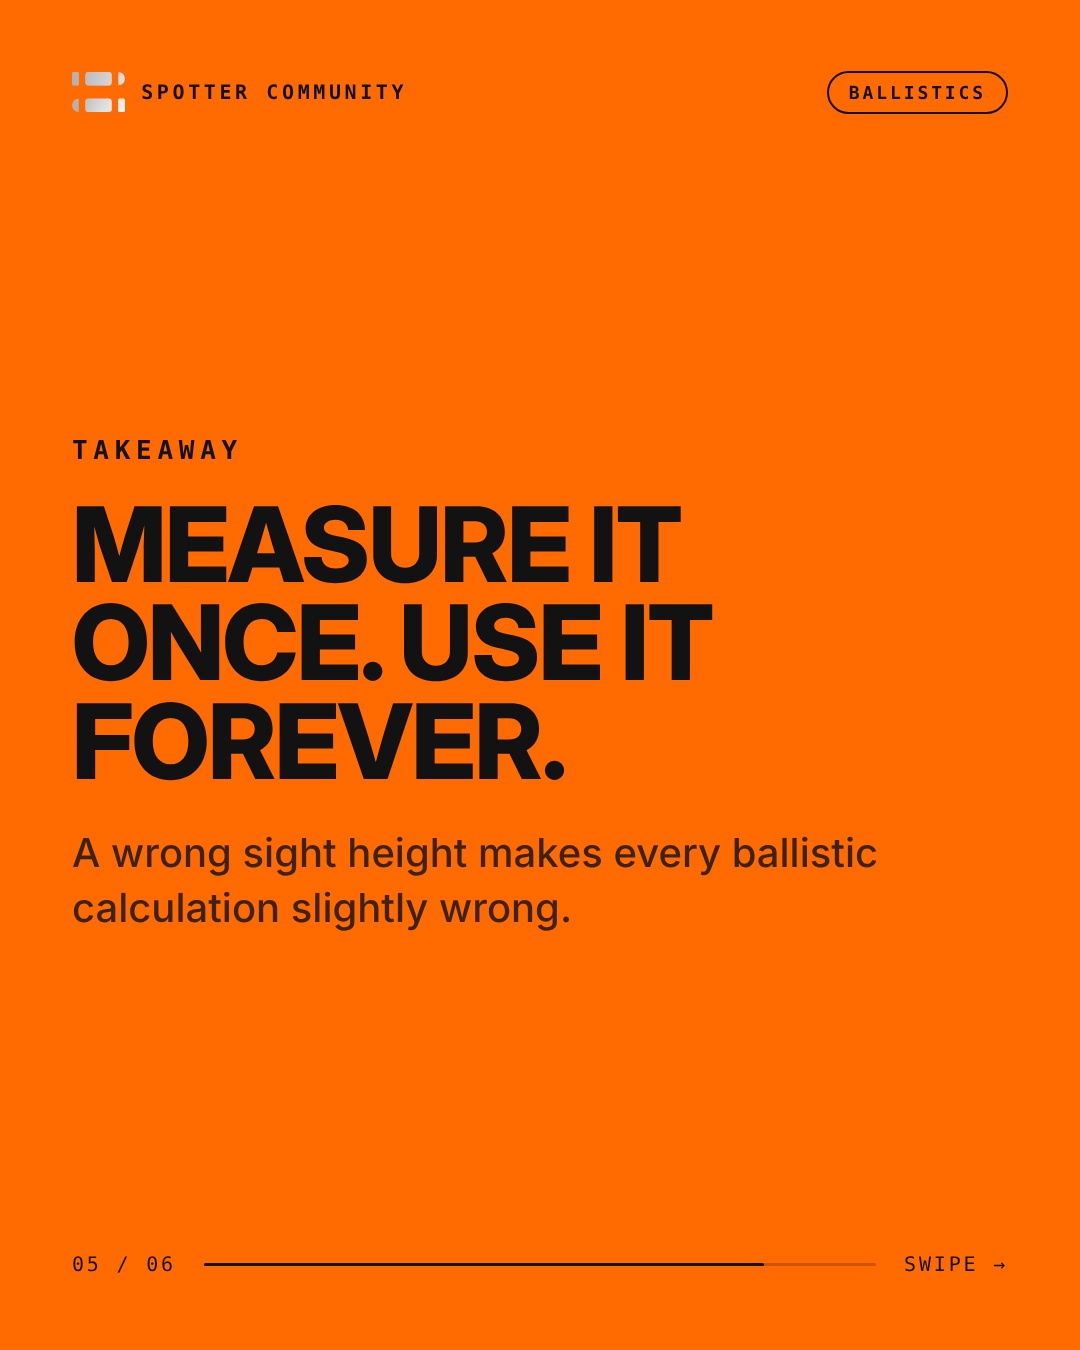 SPOTTER COMMUNITY
BALLISTICS
TAKEAWAY
MEASURE IT
ONCE. USE IT
FOREVER.
A wrong sight height makes every ballistic
calculation slightly wrong.
05 / 06
SWIPE →